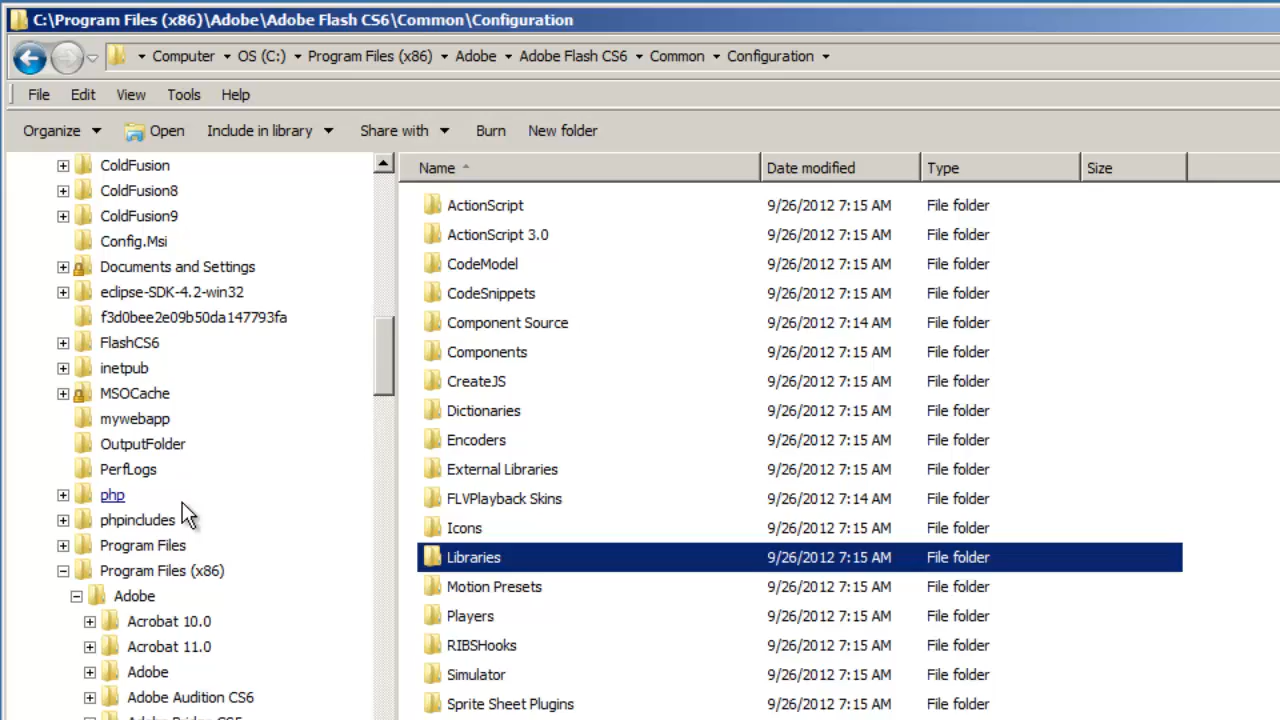 C:\Program Files (x86)\Adobe\Adobe Flash CS6\Common\Configuration
Computer OS (C:) Program Files (x86) Adobe Adobe Flash CS6 Common Configuration
File Edit View Tools Help
Organize Open Include in library Share with Burn New folder
ColdFusion
ColdFusion8
ColdFusion9
Config.Msi
Documents and Settings
eclipse-SDK-4.2-win32
f3d0bee2e09b50da147793fa
FlashCS6
inetpub
MSOCache
mywebapp
OutputFolder
PerfLogs
php
phpincludes
Program Files
Program Files (x86)
Adobe
Acrobat 10.0
Acrobat 11.0
Adobe
Adobe Audition CS6
Adobe Bridge CS5
Name Date modified Type Size
ActionScript 9/26/2012 7:15 AM File folder
ActionScript 3.0 9/26/2012 7:15 AM File folder
CodeModel 9/26/2012 7:15 AM File folder
CodeSnippets 9/26/2012 7:15 AM File folder
Component Source 9/26/2012 7:14 AM File folder
Components 9/26/2012 7:15 AM File folder
CreateJS 9/26/2012 7:15 AM File folder
Dictionaries 9/26/2012 7:15 AM File folder
Encoders 9/26/2012 7:15 AM File folder
External Libraries 9/26/2012 7:15 AM File folder
FLVPlayback Skins 9/26/2012 7:14 AM File folder
Icons 9/26/2012 7:15 AM File folder
Libraries 9/26/2012 7:15 AM File folder
Motion Presets 9/26/2012 7:15 AM File folder
Players 9/26/2012 7:15 AM File folder
RIBSHooks 9/26/2012 7:15 AM File folder
Simulator 9/26/2012 7:15 AM File folder
Sprite Sheet Plugins 9/26/2012 7:15 AM File folder